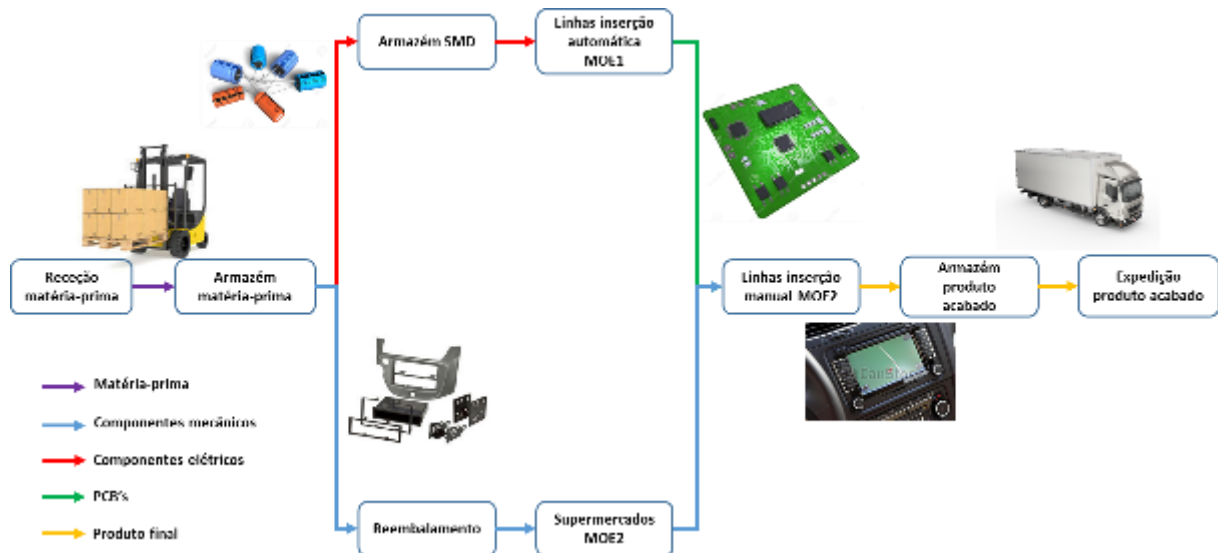 Armazém SMD
Linhas inserção
automática
MOE1
Receção
matéria-prima
Armazém
matéria-prima
Linhas inserção
manual MOE2
Armazém
produto
acabado
Expedição
produto acabado
Matéria-prima
Componentes mecânicos
Componentes elétricos
PCB's
Produto final
Reembalamento
Supermercados
MOE2
CanStock